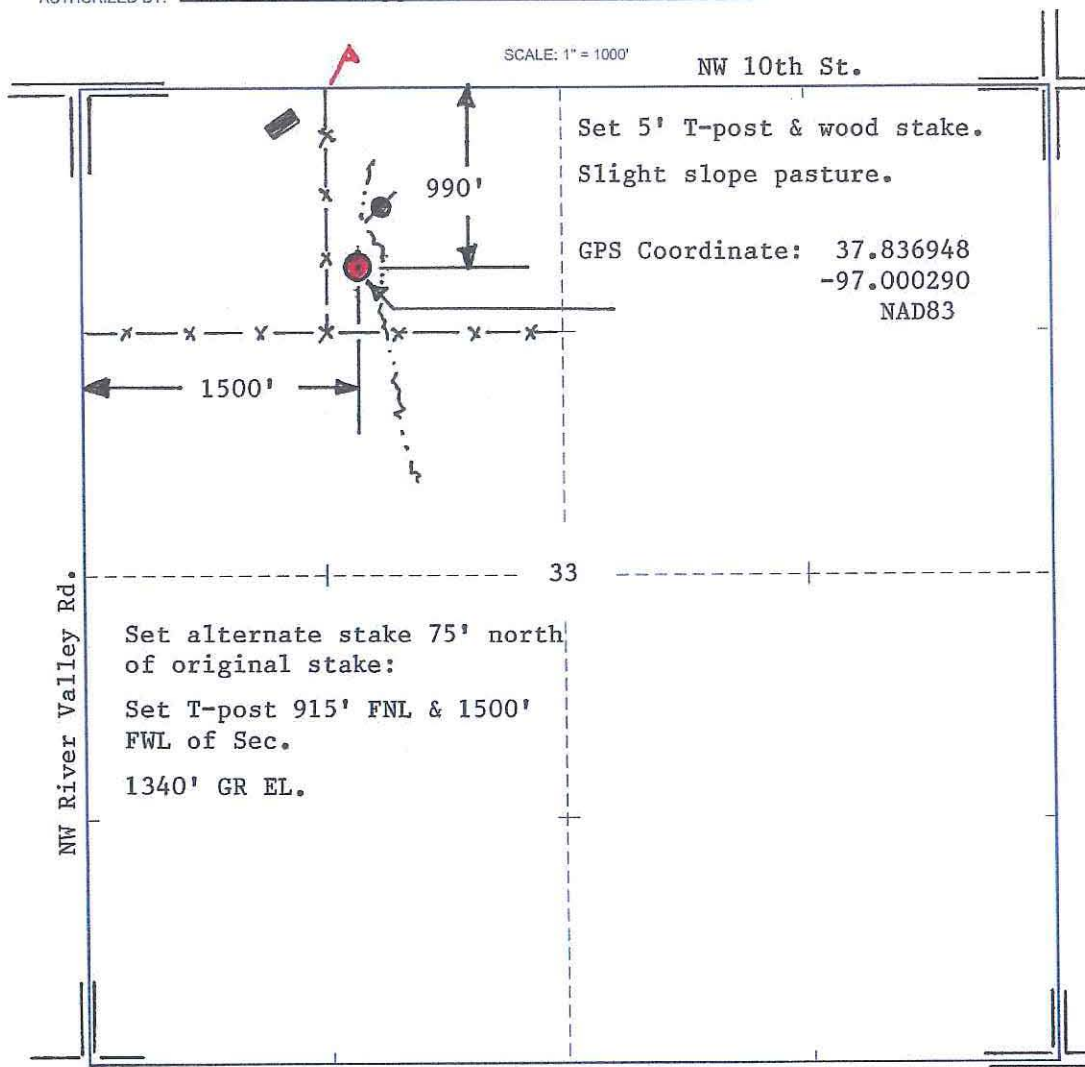 SCALE: 1" = 1000'
NW 10th St.
Set 5' T-post & wood stake.
Slight slope pasture.
990'
GPS Coordinate: 37.836948
-97.000290
NAD83
1500'
33
NW River Valley Rd.
Set alternate stake 75' north
of original stake:
Set T-post 915' FNL & 1500'
FWL of Sec.
1340' GR EL.